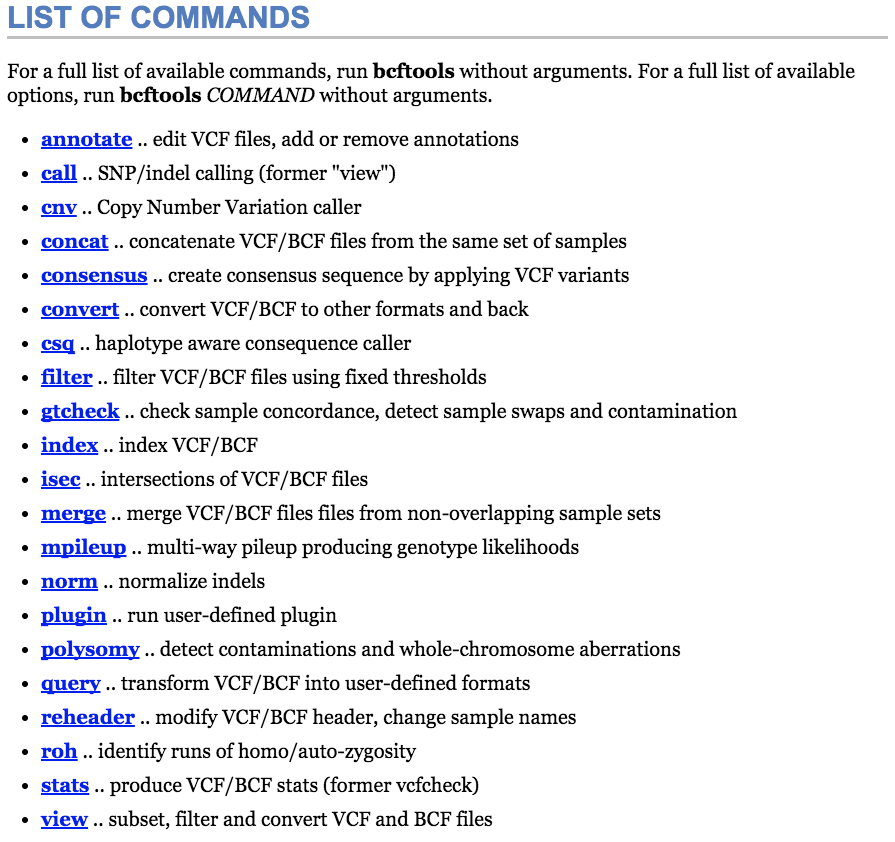 LIST OF COMMANDS
For a full list of available commands, run bcftools without arguments. For a full list of available
options, run bcftools COMMAND without arguments.
• annotate .. edit VCF files, add or remove annotations
• call .. SNP/indel calling (former "view")
• cnv .. Copy Number Variation caller
• concat .. concatenate VCF/BCF files from the same set of samples
• consensus .. create consensus sequence by applying VCF variants
• convert .. convert VCF/BCF to other formats and back
• csq .. haplotype aware consequence caller
• filter .. filter VCF/BCF files using fixed thresholds
• gtcheck .. check sample concordance, detect sample swaps and contamination
• index .. index VCF/BCF
• isec .. intersections of VCF/BCF files
• merge .. merge VCF/BCF files files from non-overlapping sample sets
• mpileup .. multi-way pileup producing genotype likelihoods
• norm .. normalize indels
• plugin .. run user-defined plugin
• polysomy .. detect contaminations and whole-chromosome aberrations
• query .. transform VCF/BCF into user-defined formats
• reheader .. modify VCF/BCF header, change sample names
• roh .. identify runs of homo/auto-zygosity
• stats .. produce VCF/BCF stats (former vcfcheck)
• view .. subset, filter and convert VCF and BCF files